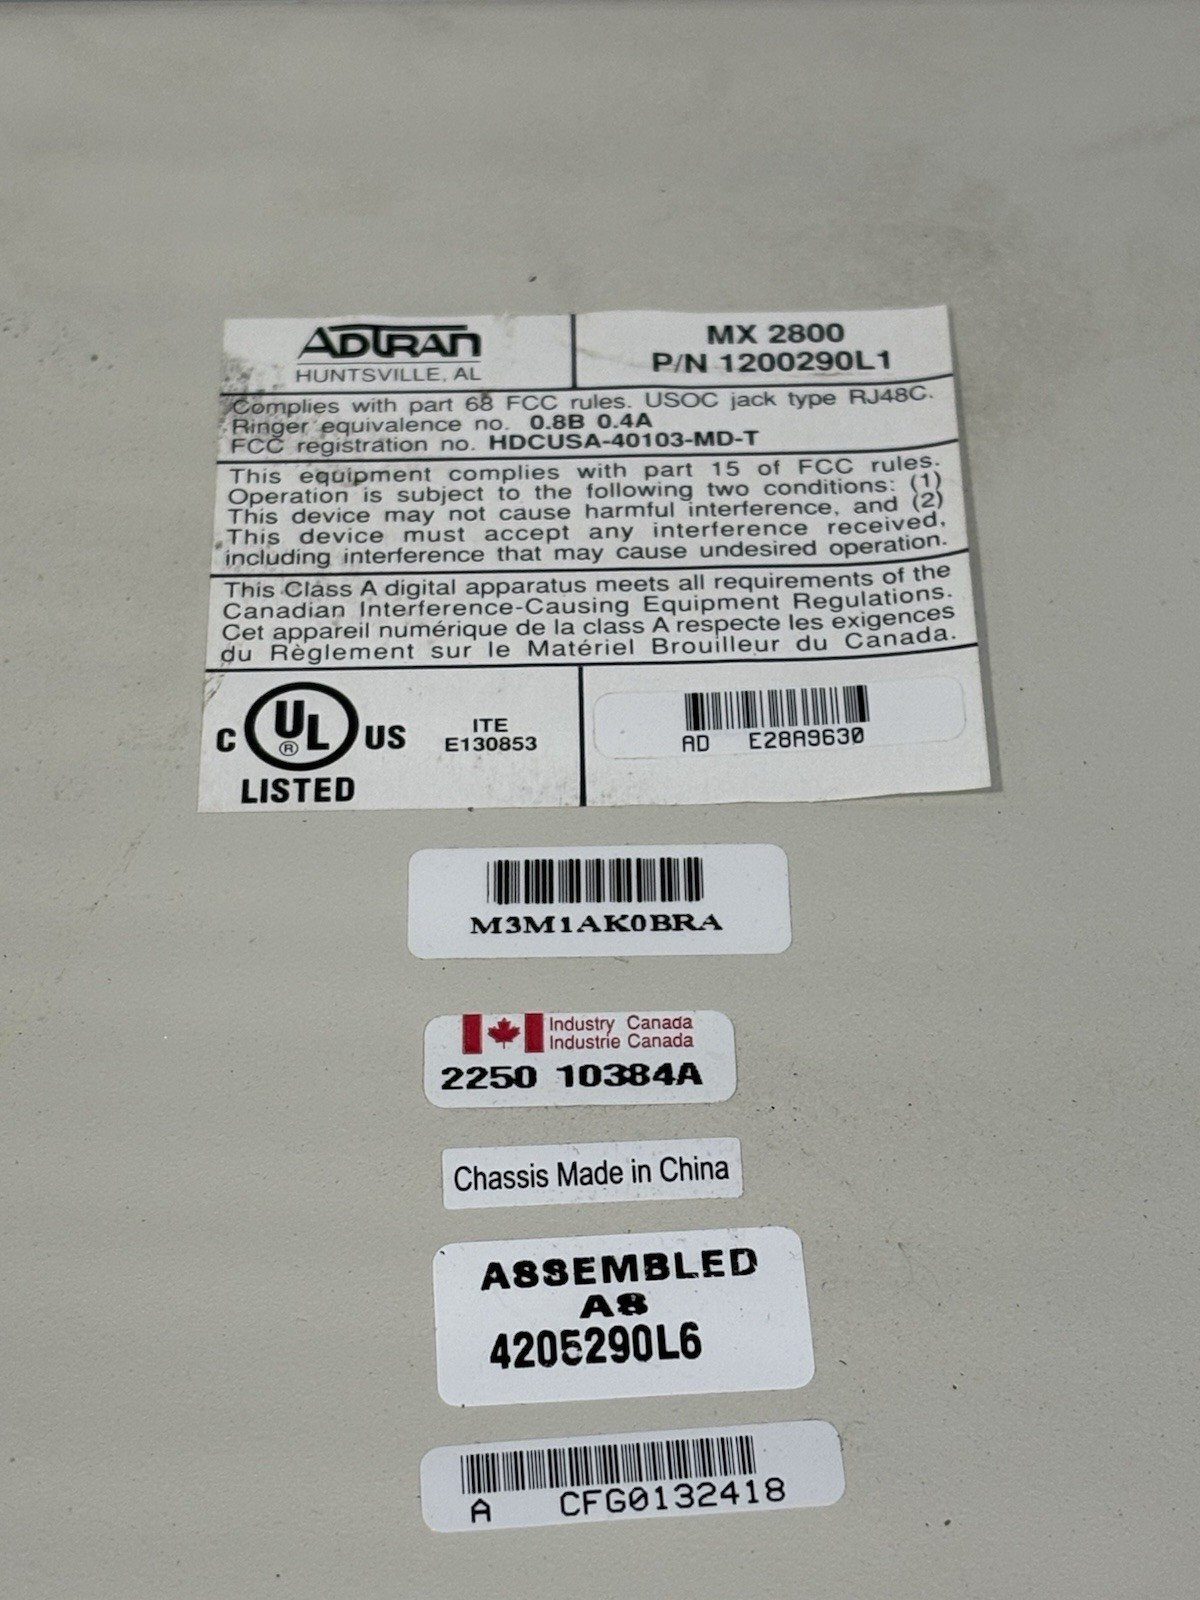 ADTRAN
HUNTSVILLE, AL
MX 2800
P/N 1200290L1
Complies with part 68 FCC rules. USOC jack type RJ48C.
Ringer equivalence no. 0.8B 0.4A
FCC registration no. HDCUSA-40103-MD-T
This equipment complies with part 15 of FCC rules.
Operation is subject to the following two conditions: (1)
This device may not cause harmful interference, and (2)
This device must accept any interference received,
including interference that may cause undesired operation.
This Class A digital apparatus meets all requirements of the
Canadian Interference-Causing Equipment Regulations.
Cet appareil numérique de la class A respecte les exigences
du Règlement sur le Matériel Brouilleur du Canada.
C UL ® US
LISTED
ITE
E130853
AD E28A9630
M3M1AK0BRA
Industry Canada
Industrie Canada
2250 10384A
Chassis Made in China
ASSEMBLED
AS
4205290L6
A CFG0132418